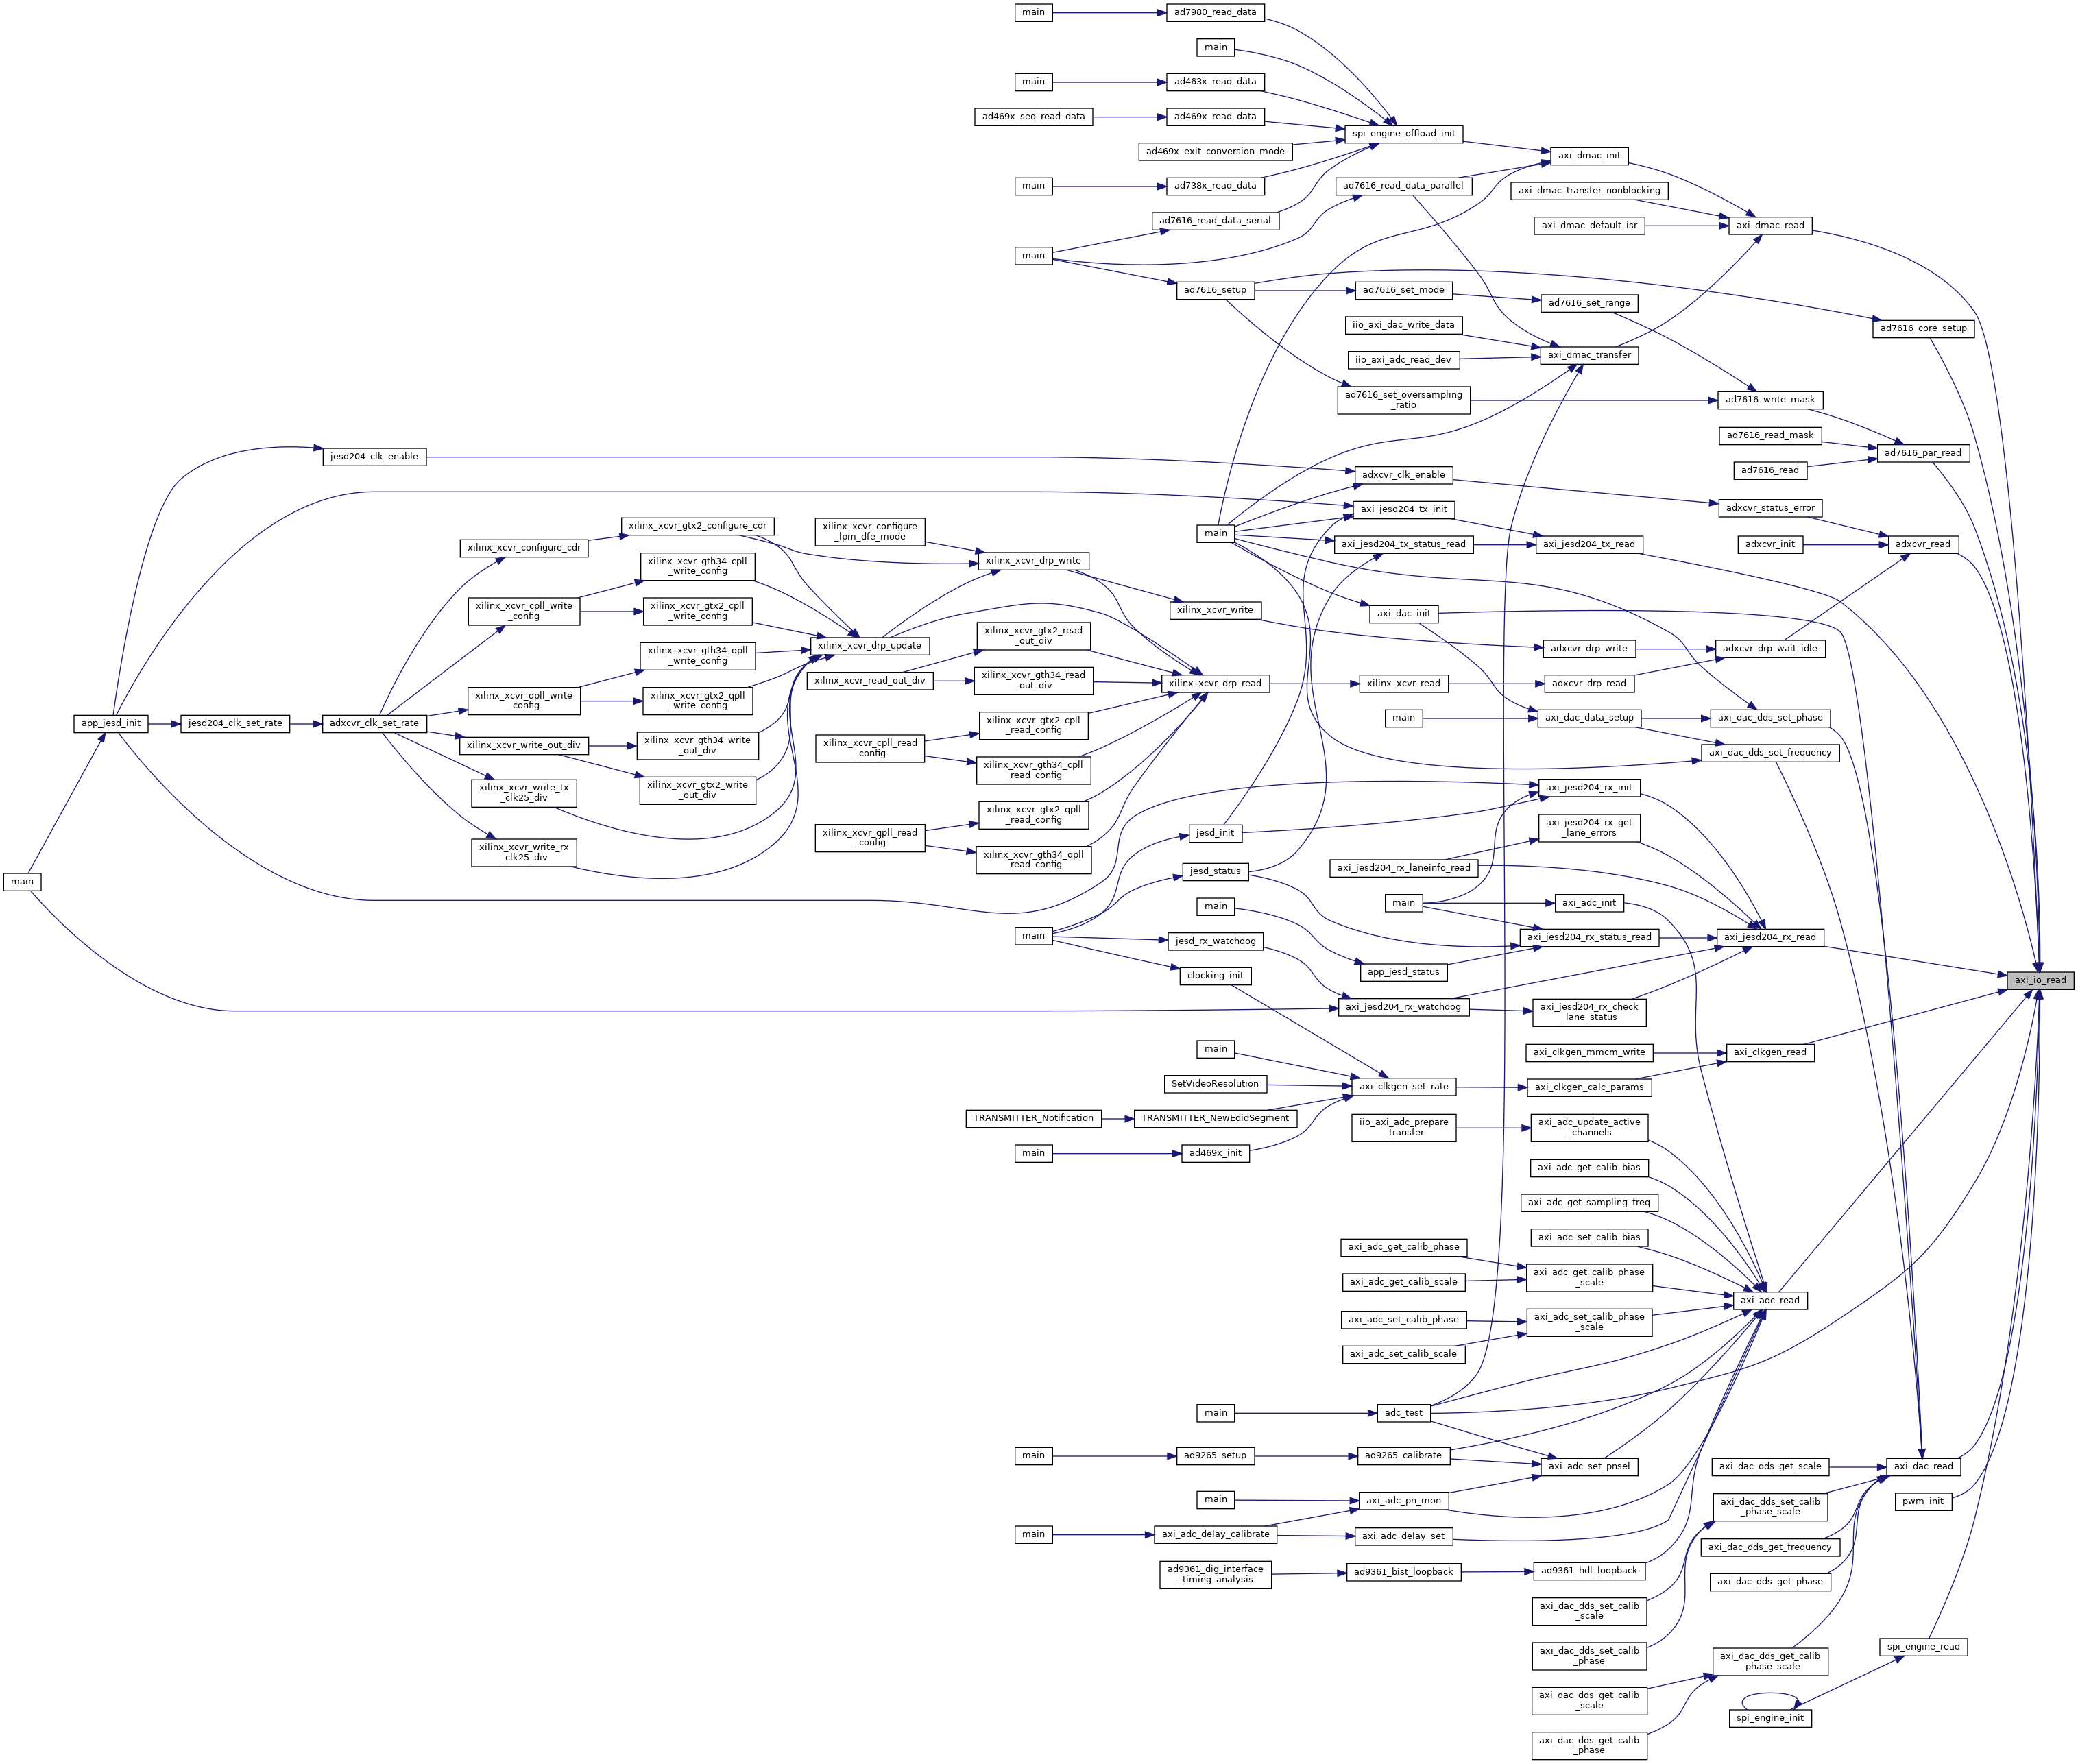 main
ad7980_read_data
main
main
ad463x_read_data
ad469x_seq_read_data
ad469x_read_data
spi_engine_offload_init
ad469x_exit_conversion_mode
axi_dmac_init
main
ad738x_read_data
ad7616_read_data_parallel
axi_dmac_transfer_nonblocking
ad7616_read_data_serial
axi_dmac_default_isr
axi_dmac_read
main
ad7616_setup
ad7616_set_mode
ad7616_set_range
iio_axi_dac_write_data
ad7616_core_setup
iio_axi_adc_read_dev
axi_dmac_transfer
ad7616_set_oversampling
_ratio
ad7616_write_mask
ad7616_read_mask
jesd204_clk_enable
ad7616_par_read
ad7616_read
adxcvr_clk_enable
axi_jesd204_tx_init
adxcvr_status_error
xilinx_xcvr_gtx2_configure_cdr
xilinx_xcvr_configure
_lpm_dfe_mode
main
xilinx_xcvr_configure_cdr
axi_jesd204_tx_status_read
axi_jesd204_tx_read
adxcvr_init
adxcvr_read
xilinx_xcvr_gth34_cpll
_write_config
xilinx_xcvr_drp_write
xilinx_xcvr_cpll_write
_config
xilinx_xcvr_gtx2_cpll
_write_config
xilinx_xcvr_write
axi_dac_init
xilinx_xcvr_gtx2_read
_out_div
xilinx_xcvr_drp_update
adxcvr_drp_write
adxcvr_drp_wait_idle
xilinx_xcvr_gth34_qpll
_write_config
xilinx_xcvr_read_out_div
xilinx_xcvr_gth34_read
_out_div
xilinx_xcvr_drp_read
xilinx_xcvr_read
adxcvr_drp_read
xilinx_xcvr_qpll_write
_config
xilinx_xcvr_gtx2_qpll
_write_config
app_jesd_init
jesd204_clk_set_rate
adxcvr_clk_set_rate
xilinx_xcvr_gtx2_cpll
_read_config
main
axi_dac_data_setup
axi_dac_dds_set_phase
xilinx_xcvr_write_out_div
xilinx_xcvr_gth34_write
_out_div
xilinx_xcvr_cpll_read
_config
axi_dac_dds_set_frequency
xilinx_xcvr_gth34_cpll
_read_config
xilinx_xcvr_write_tx
_clk25_div
xilinx_xcvr_gtx2_write
_out_div
axi_jesd204_rx_init
xilinx_xcvr_gtx2_qpll
_read_config
xilinx_xcvr_qpll_read
_config
jesd_init
axi_jesd204_rx_get
_lane_errors
xilinx_xcvr_write_rx
_clk25_div
xilinx_xcvr_gth34_qpll
_read_config
main
jesd_status
axi_jesd204_rx_laneinfo_read
main
main
axi_adc_init
main
jesd_rx_watchdog
axi_jesd204_rx_status_read
axi_jesd204_rx_read
clocking_init
app_jesd_status
axi_io_read
axi_jesd204_rx_watchdog
axi_jesd204_rx_check
_lane_status
main
axi_clkgen_mmcm_write
axi_clkgen_read
SetVideoResolution
axi_clkgen_set_rate
axi_clkgen_calc_params
TRANSMITTER_Notification
TRANSMITTER_NewEdidSegment
iio_axi_adc_prepare
_transfer
axi_adc_update_active
_channels
main
ad469x_init
axi_adc_get_calib_bias
axi_adc_get_sampling_freq
axi_adc_set_calib_bias
axi_adc_get_calib_phase
axi_adc_get_calib_scale
axi_adc_get_calib_phase
_scale
axi_adc_read
axi_adc_set_calib_phase
axi_adc_set_calib_phase
_scale
axi_adc_set_calib_scale
main
adc_test
main
ad9265_setup
ad9265_calibrate
axi_adc_set_pnsel
axi_dac_dds_get_scale
axi_dac_read
main
axi_adc_pn_mon
axi_dac_dds_set_calib
_phase_scale
pwm_init
main
axi_adc_delay_calibrate
axi_adc_delay_set
axi_dac_dds_get_frequency
ad9361_dig_interface
_timing_analysis
ad9361_bist_loopback
ad9361_hdl_loopback
axi_dac_dds_get_phase
axi_dac_dds_set_calib
_scale
axi_dac_dds_set_calib
_phase
axi_dac_dds_get_calib
_phase_scale
spi_engine_read
axi_dac_dds_get_calib
_scale
spi_engine_init
axi_dac_dds_get_calib
_phase